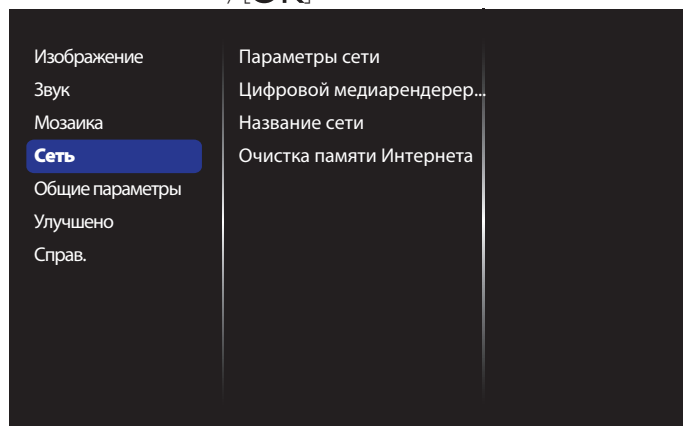 Изображение
Звук
Мозаика
Сеть
Общие параметры
Улучшено
Справ.
Параметры сети
Цифровой медиарендерер...
Название сети
Очистка памяти Интернета